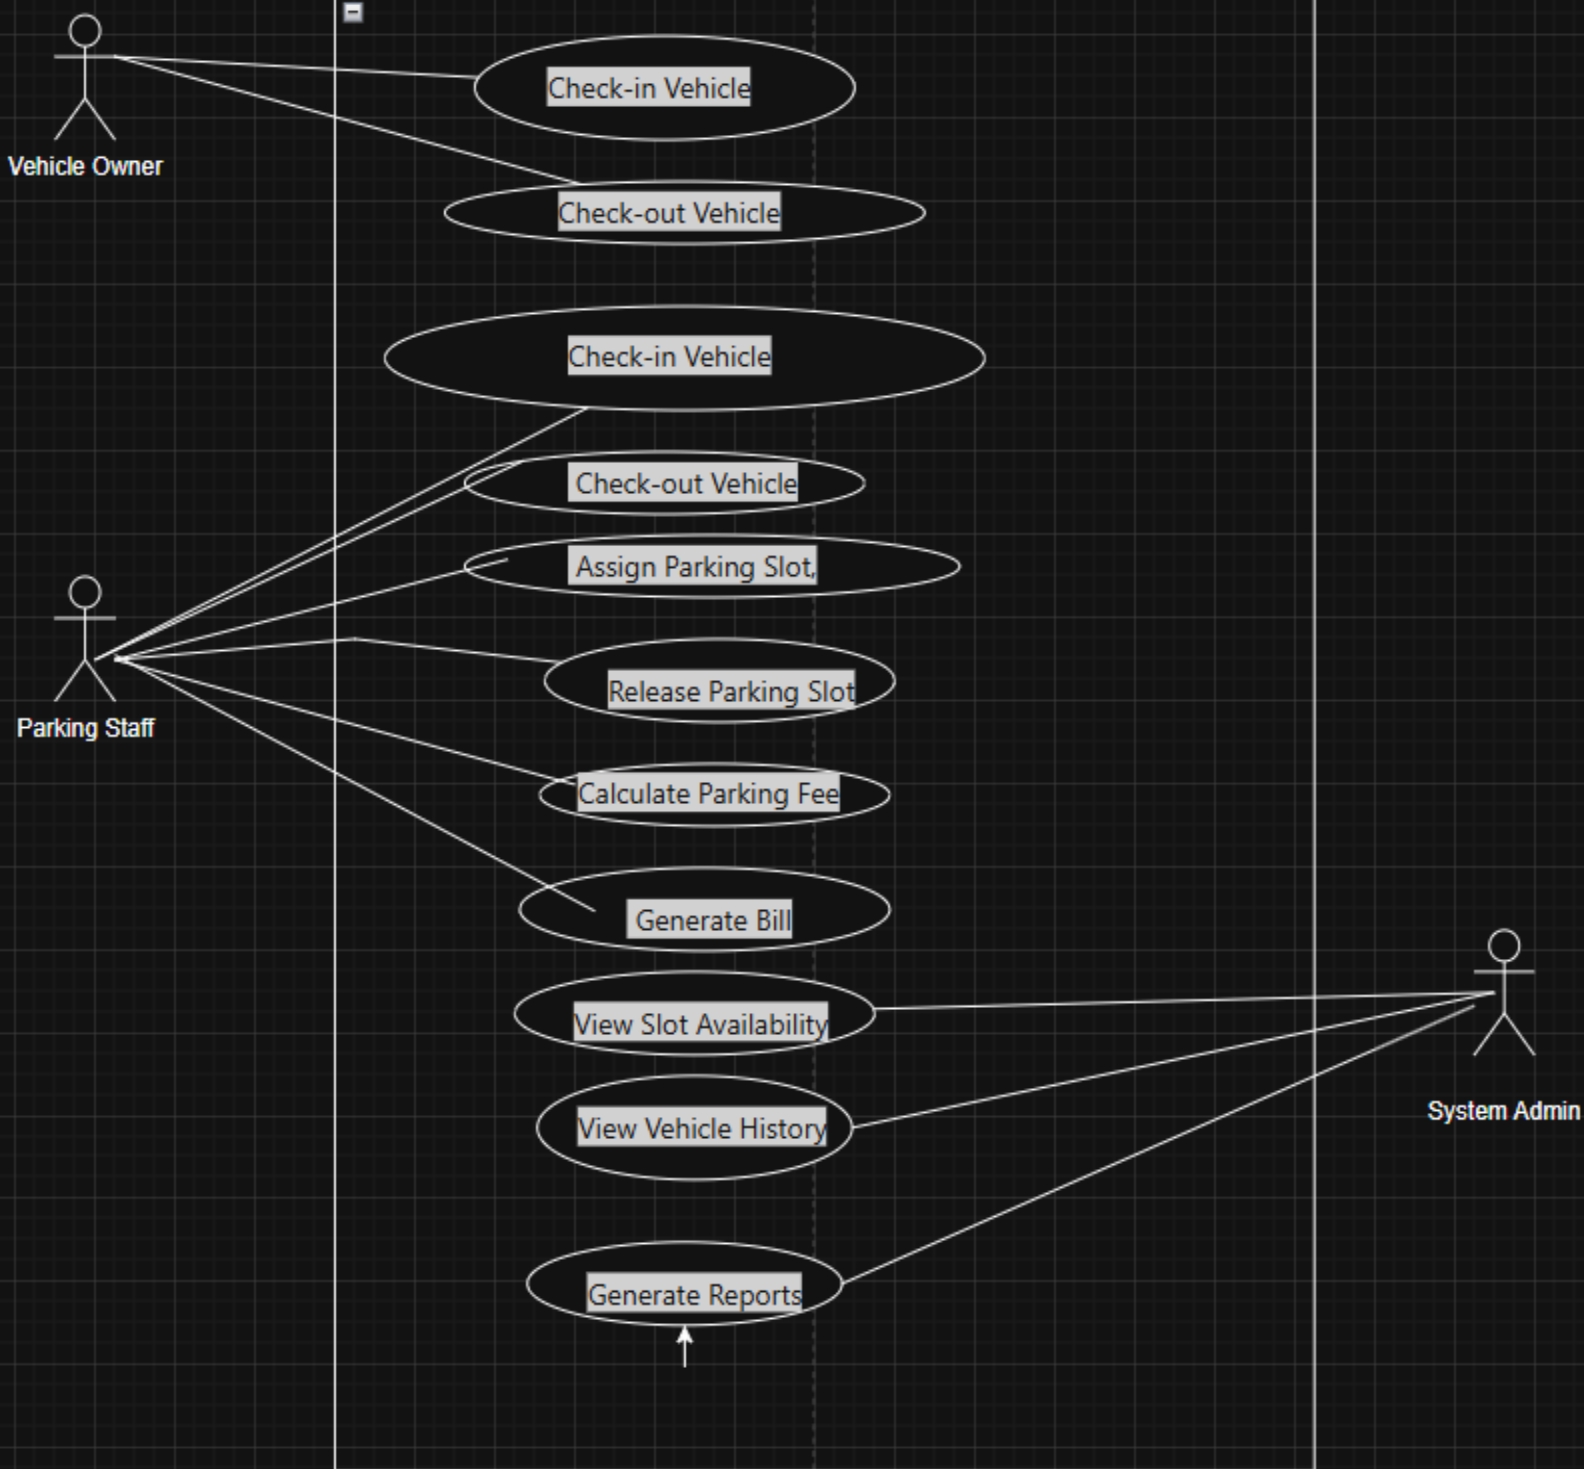 Check-in Vehicle
Vehicle Owner
Check-out Vehicle
Check-in Vehicle
Check-out Vehicle
Assign Parking Slot,
Release Parking Slot
Parking Staff
Calculate Parking Fee
Generate Bill
View Slot Availability
System Admin
View Vehicle History
Generate Reports